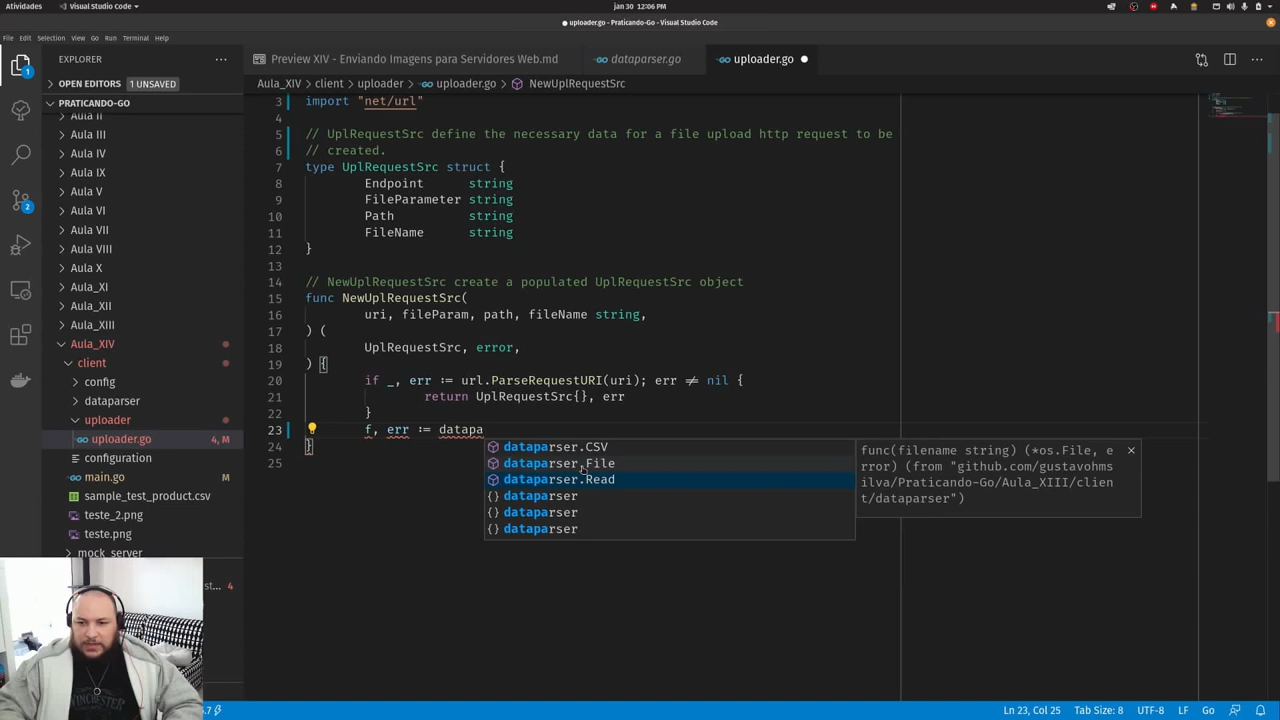 Atividades
Visual Studio Code
jan 30 12:06 PM
● uploader.go - Praticando-Go - Visual Studio Code
File Edit Selection View Go Run Terminal Help
EXPLORER
Preview XIV - Enviando Imagens para Servidores Web.md
dataparser.go
uploader.go
OPEN EDITORS 1 UNSAVED
Aula_XIV > client > uploader > uploader.go > NewUplRequestSrc
PRATICANDO-GO
Aula II
Aula III
Aula IV
Aula IX
Aula V
Aula VI
Aula VII
Aula VIII
Aula X
Aula_XI
Aula_XII
Aula_XIII
Aula_XIV
client
config
dataparser
uploader
uploader.go 4, M
configuration
main.go
sample_test_product.csv
teste_2.png
teste.png
mock_server
st... 4
1
2
3 import "net/url"
4
5 // UplRequestSrc define the necessary data for a file upload http request to be
6 // created.
7 type UplRequestSrc struct {
8 Endpoint string
9 FileParameter string
10 Path string
11 FileName string
12 }
13
14 // NewUplRequestSrc create a populated UplRequestSrc object
15 func NewUplRequestSrc(
16 uri, fileParam, path, fileName string,
17 ) (
18 UplRequestSrc, error,
19 ) {
20 if _, err := url.ParseRequestURI(uri); err ≠ nil {
21 return UplRequestSrc{}, err
22 }
23 f, err := datapa
24 }
25
dataparser.CSV
dataparser.File
dataparser.Read
{} dataparser
{} dataparser
{} dataparser
func(filename string) (*os.File, e
rror) (from "github.com/gustavohms
ilva/Praticando-Go/Aula_XIII/clien
t/dataparser")
WINCHESTER
.7
Ln 23, Col 25 Tab Size: 8 UTF-8 LF Go